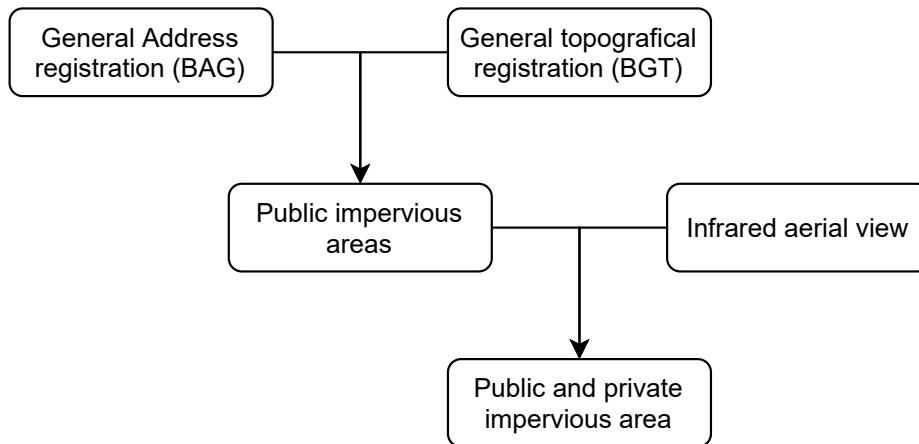 General Address
registration (BAG)
General topografical
registration (BGT)
Public impervious
areas
Infrared aerial view
Public and private
impervious area